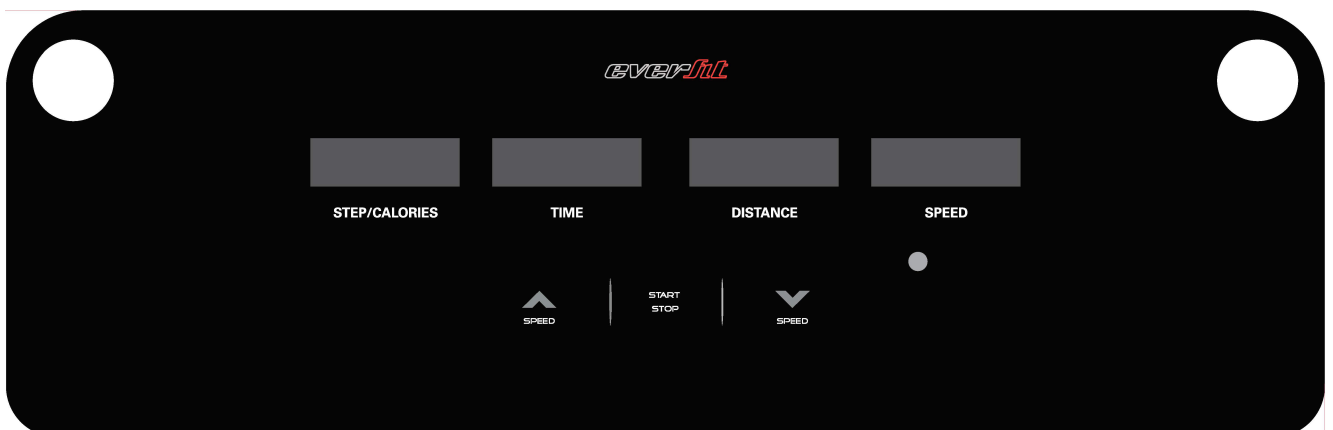 everfit
STEP/CALORIES TIME DISTANCE SPEED
START
STOP
SPEED SPEED